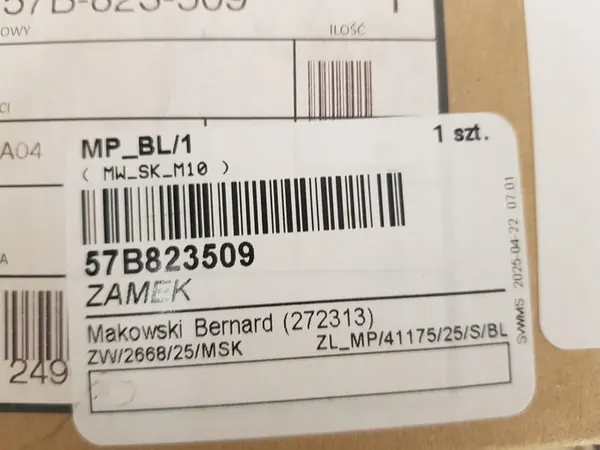 57B-823-509 1
OWY ILOŚĆ
CI
A04
MP_BL/1 1 szt.
( MW_SK_M10 )
57B823509
ZAMEK
A
Makowski Bernard (272313)
ZW/2668/25/MSK ZL_MP/41175/25/S/BL
249
SWWMS 2025-04-22 07:01